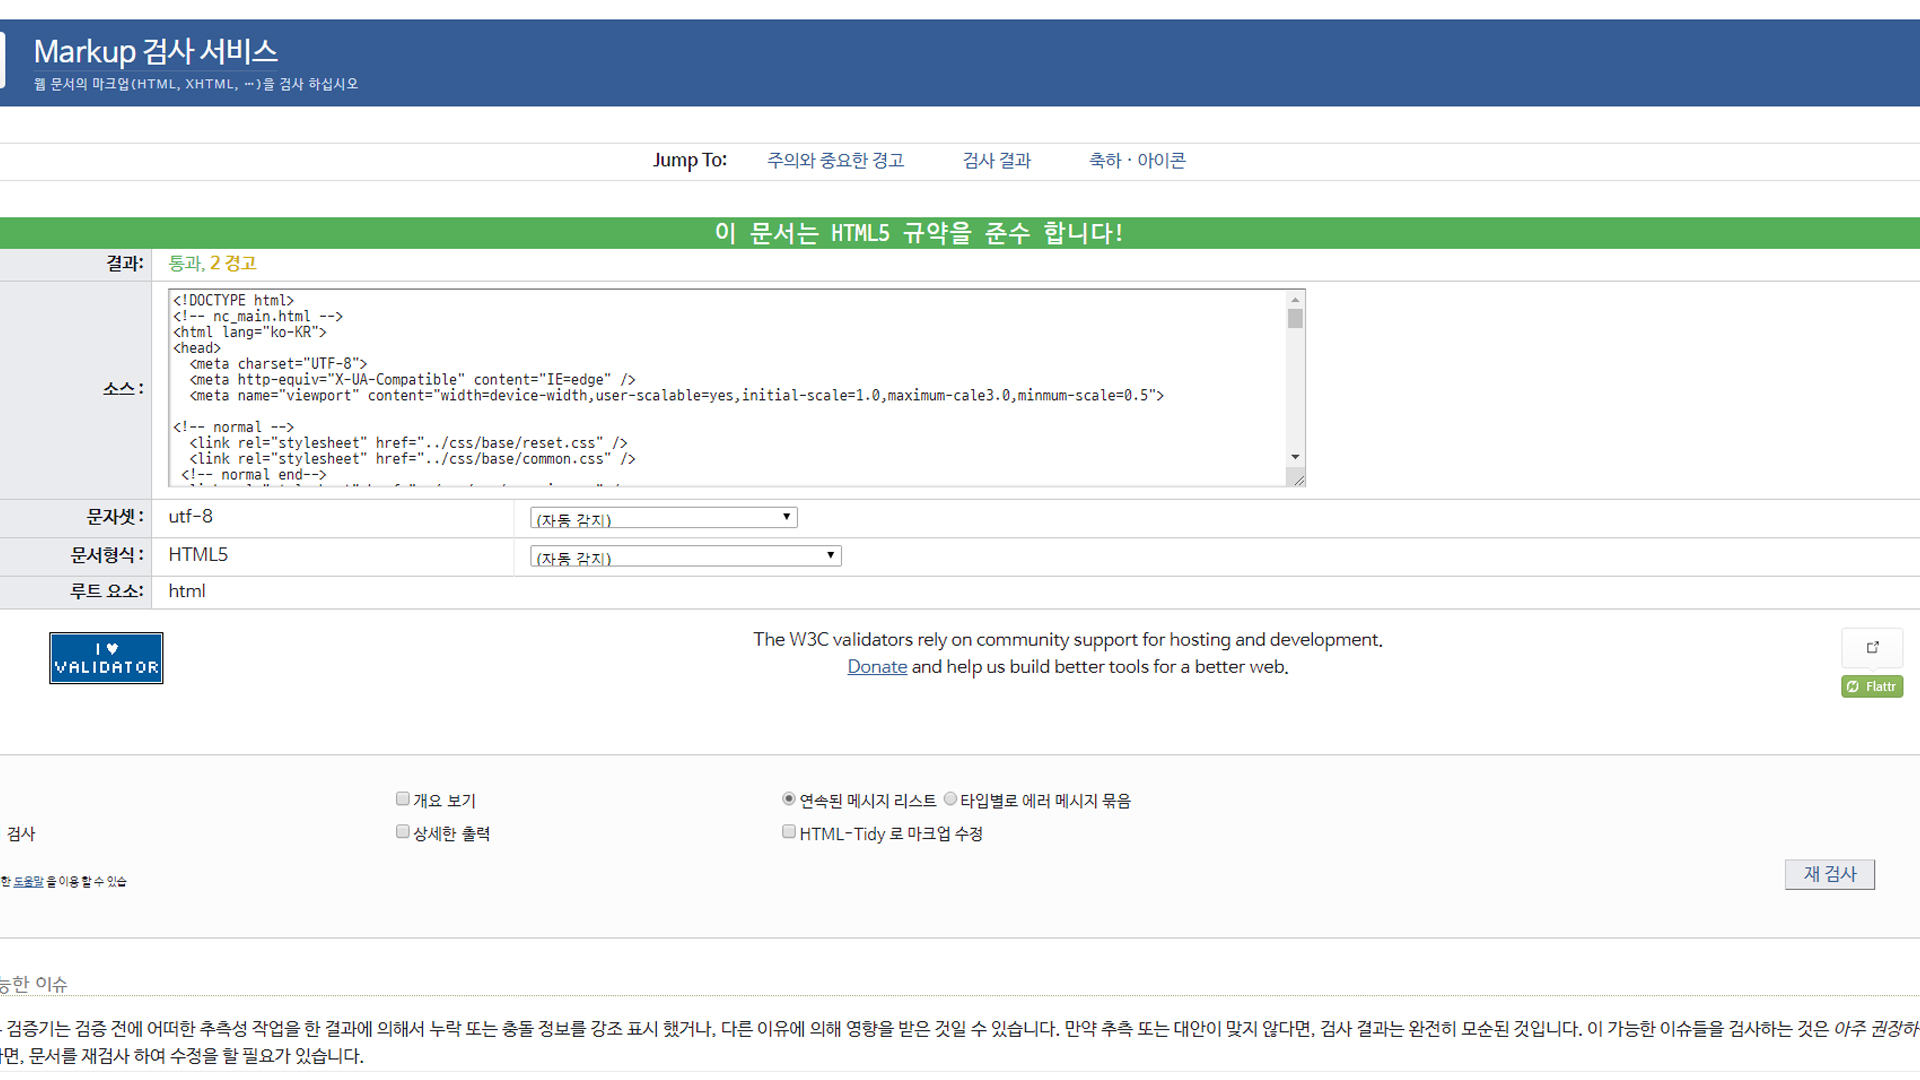 Markup 검사 서비스
웹 문서의 마크업(HTML, XHTML, …)을 검사 하십시오
Jump To: 주의와 중요한 경고 검사 결과 축하 · 아이콘
이 문서는 HTML5 규약을 준수 합니다!
결과: 통과, 2 경고
소스 :
<!DOCTYPE html>
<!-- nc_main.html -->
<html lang="ko-KR">
<head>
<meta charset="UTF-8">
<meta http-equiv="X-UA-Compatible" content="IE=edge" />
<meta name="viewport" content="width=device-width,user-scalable=yes,initial-scale=1.0,maximum-cale3.0,minmum-scale=0.5">
<!-- normal -->
<link rel="stylesheet" href="../css/base/reset.css" />
<link rel="stylesheet" href="../css/base/common.css" />
<!-- normal end-->
문자셋 : utf-8 (자동 감지)
문서형식 : HTML5 (자동 감지)
루트 요소: html
I ♥
VALIDATOR
The W3C validators rely on community support for hosting and development.
Donate and help us build better tools for a better web.
Flattr
개요 보기 연속된 메시지 리스트 타입별로 에러 메시지 묶음
검사 상세한 출력 HTML-Tidy 로 마크업 수정
한 도움말 을 이용 할 수 있습
재 검사
능한 이슈
검증기는 검증 전에 어떠한 추측성 작업을 한 결과에 의해서 누락 또는 충돌 정보를 강조 표시 했거나, 다른 이유에 의해 영향을 받은 것일 수 있습니다. 만약 추측 또는 대안이 맞지 않다면, 검사 결과는 완전히 모순된 것입니다. 이 가능한 이슈들을 검사하는 것은 아주 권장하
면, 문서를 재검사 하여 수정을 할 필요가 있습니다.